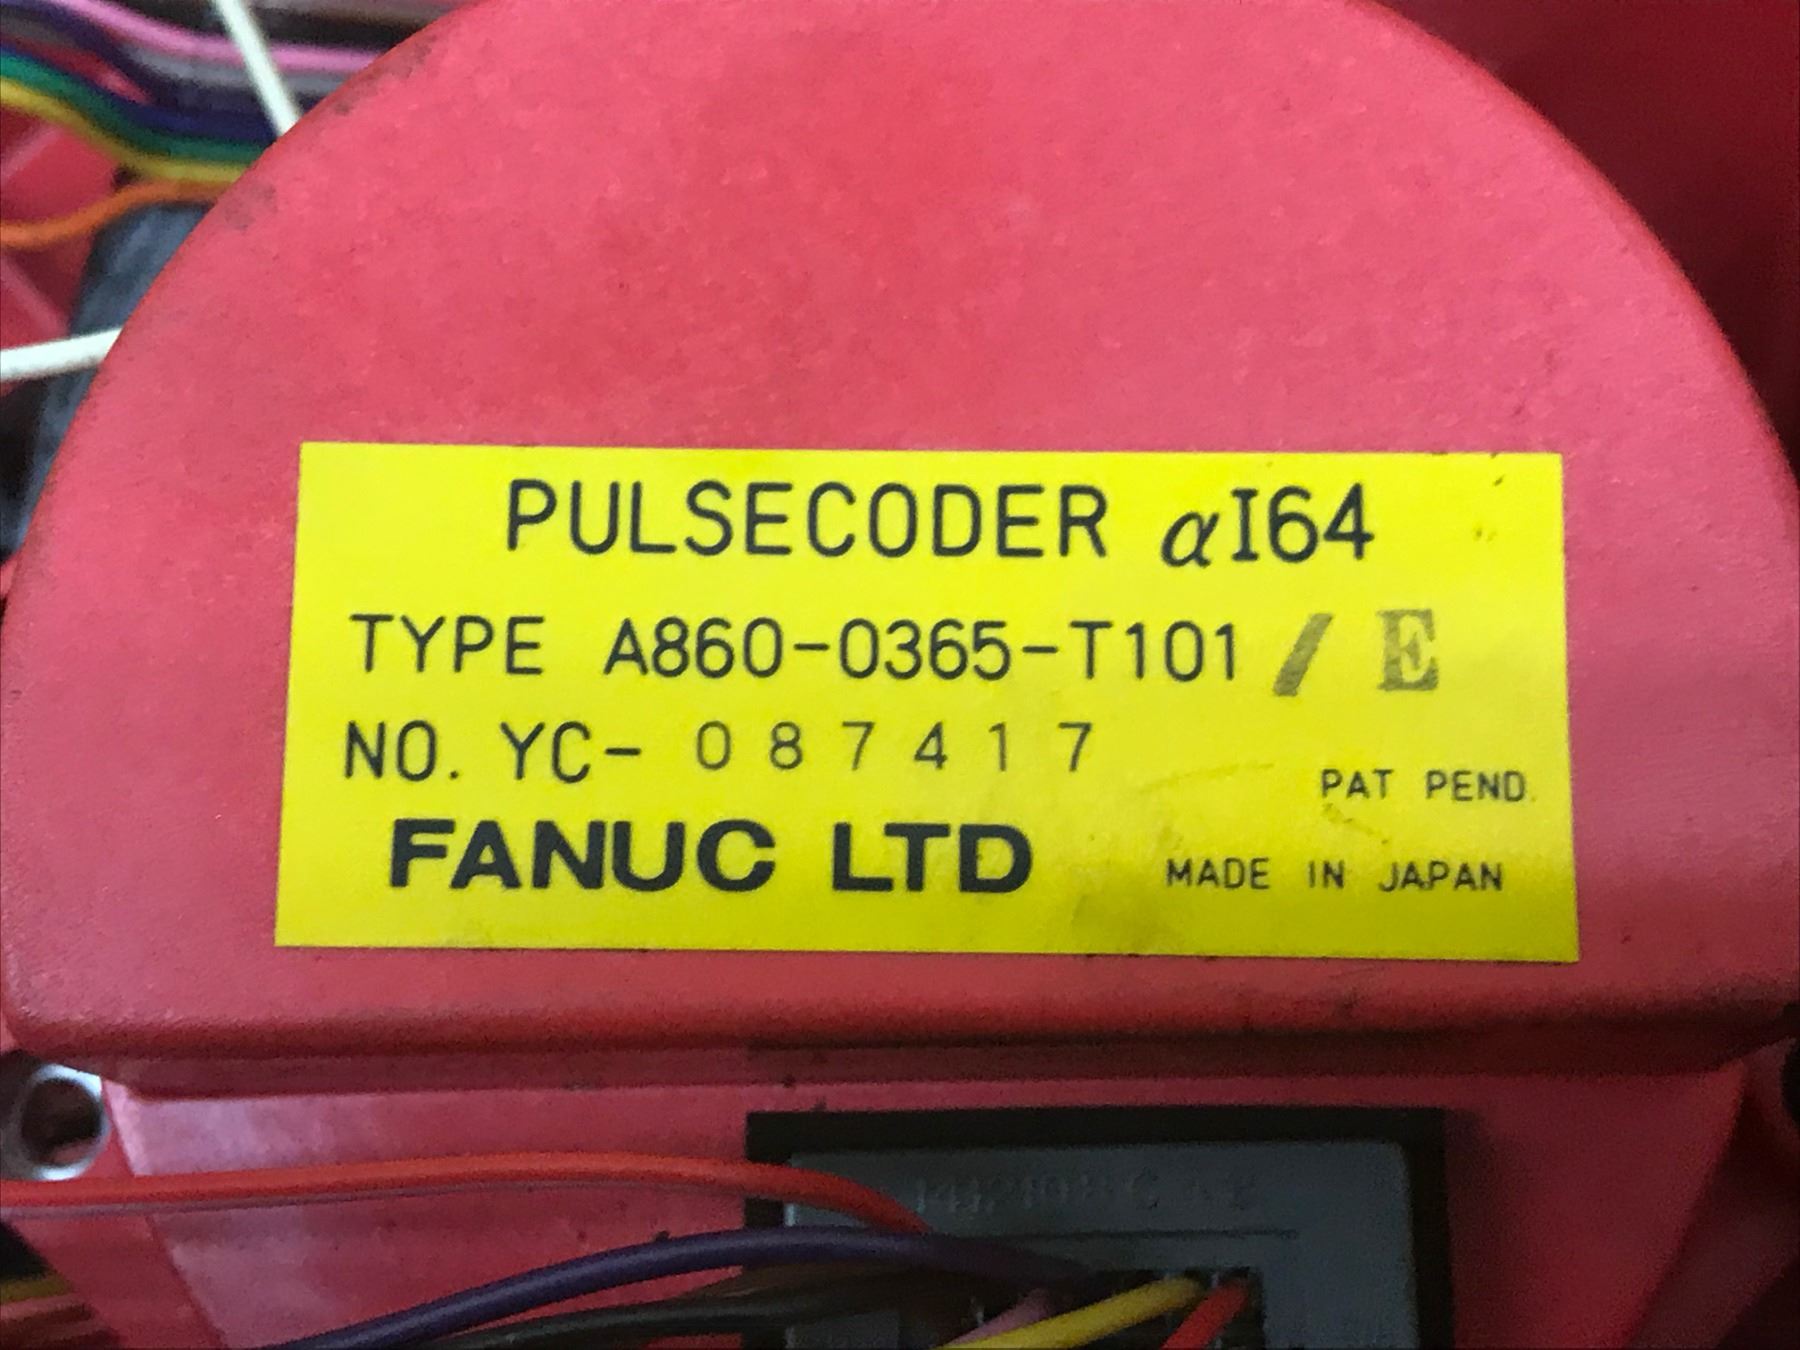 PULSECODER αI64
TYPE A860-0365-T101 / E
NO. YC- 087417
PAT PEND.
FANUC LTD
MADE IN JAPAN